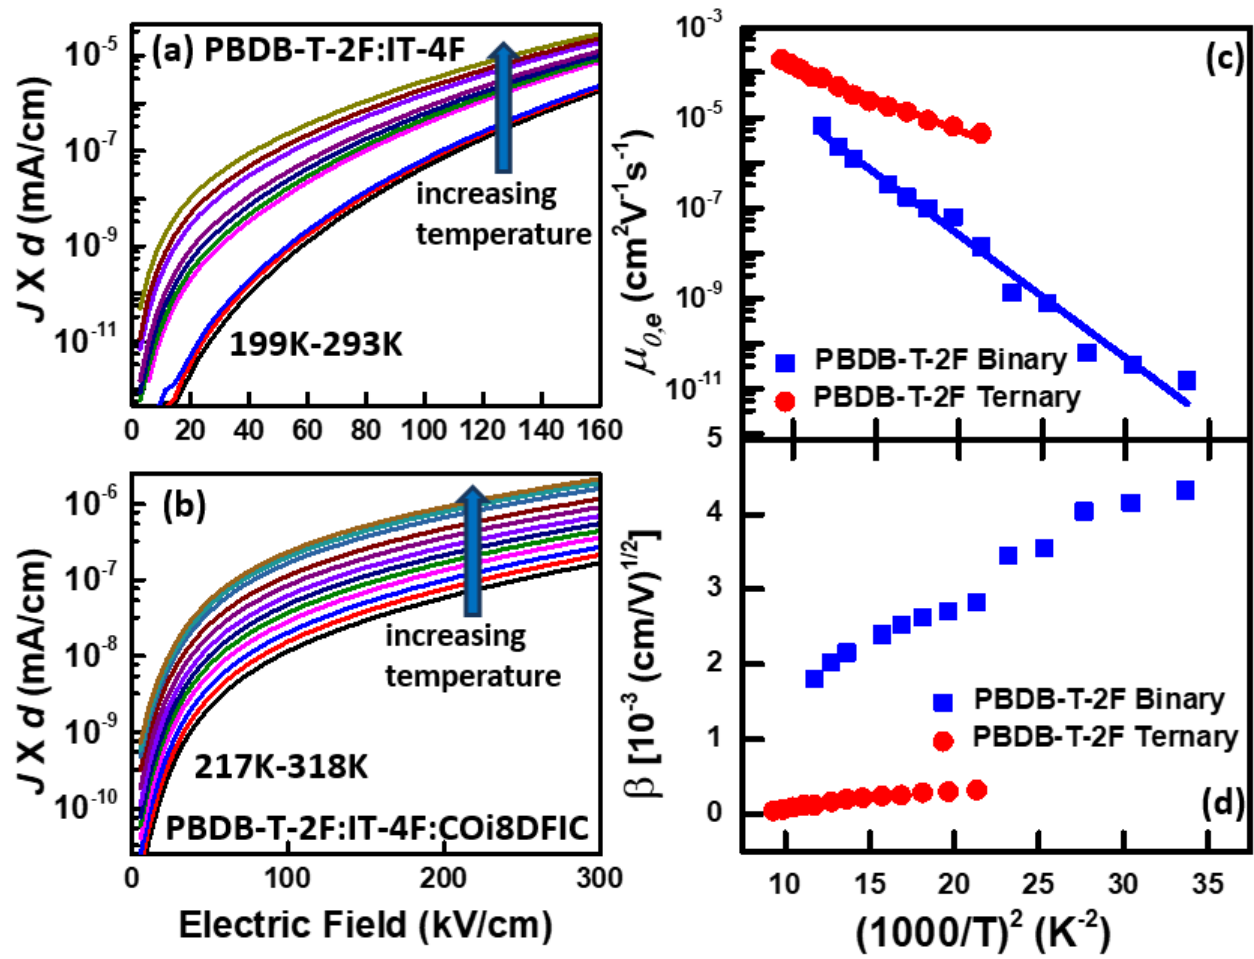 (a) PBDB-T-2F:IT-4F
J X d (mA/cm)
10-5
10-7
10-9
10-11
increasing
temperature
199K-293K
0 20 40 60 80 100 120 140 160
(b)
J X d (mA/cm)
10-6
10-7
10-8
10-9
10-10
increasing
temperature
217K-318K
PBDB-T-2F:IT-4F:COi8DFIC
0 100 200 300
Electric Field (kV/cm)
(c)
μ0,e (cm2V-1s-1)
10-3
10-5
10-7
10-9
10-11
PBDB-T-2F Binary
PBDB-T-2F Ternary
5
4
3
2
1
0
β [10-3 (cm/V)1/2]
PBDB-T-2F Binary
PBDB-T-2F Ternary
(d)
10 15 20 25 30 35
(1000/T)2 (K-2)